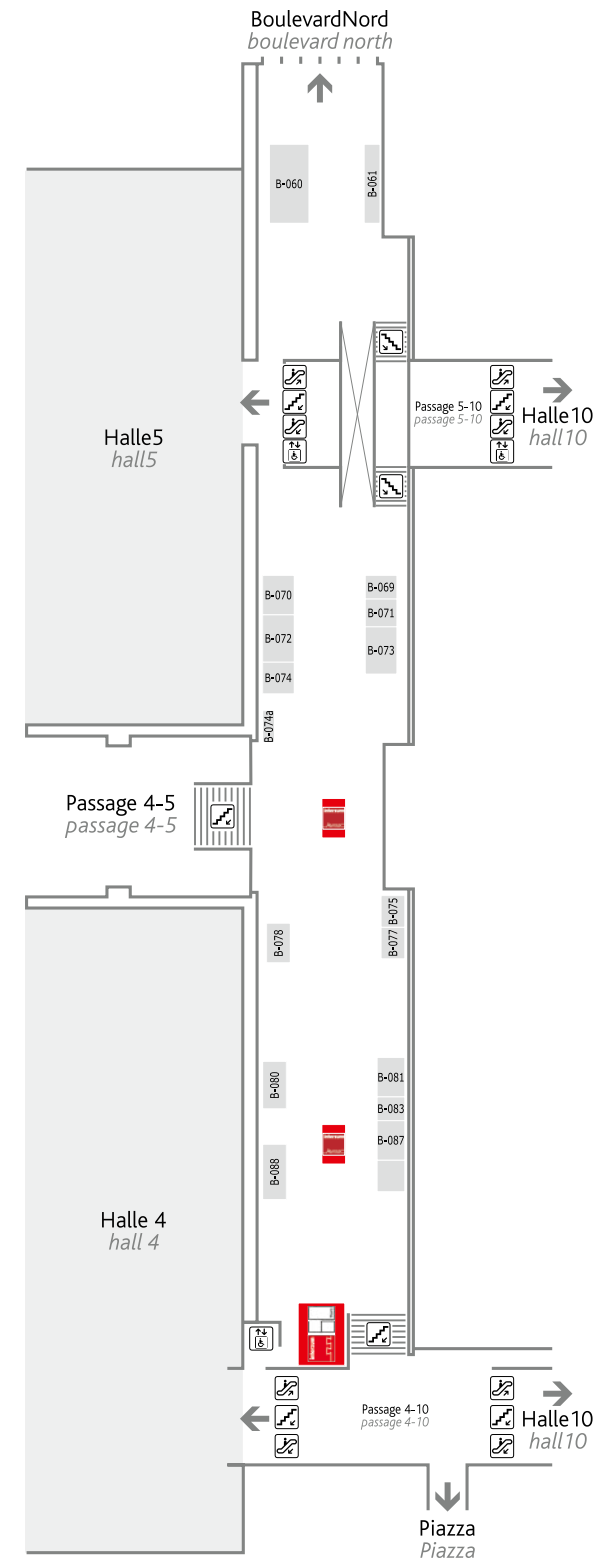 BoulevardNord
boulevard north
B-060
B-061
Passage 5-10
passage 5-10
Halle10
hall10
Halle5
hall5
B-070
B-069
B-071
B-072
B-073
B-074
B-074a
Passage 4-5
passage 4-5
B-075
B-078
B-077
B-080
B-081
B-083
B-087
B-088
Halle 4
hall 4
Passage 4-10
passage 4-10
Halle10
hall10
Piazza
Piazza